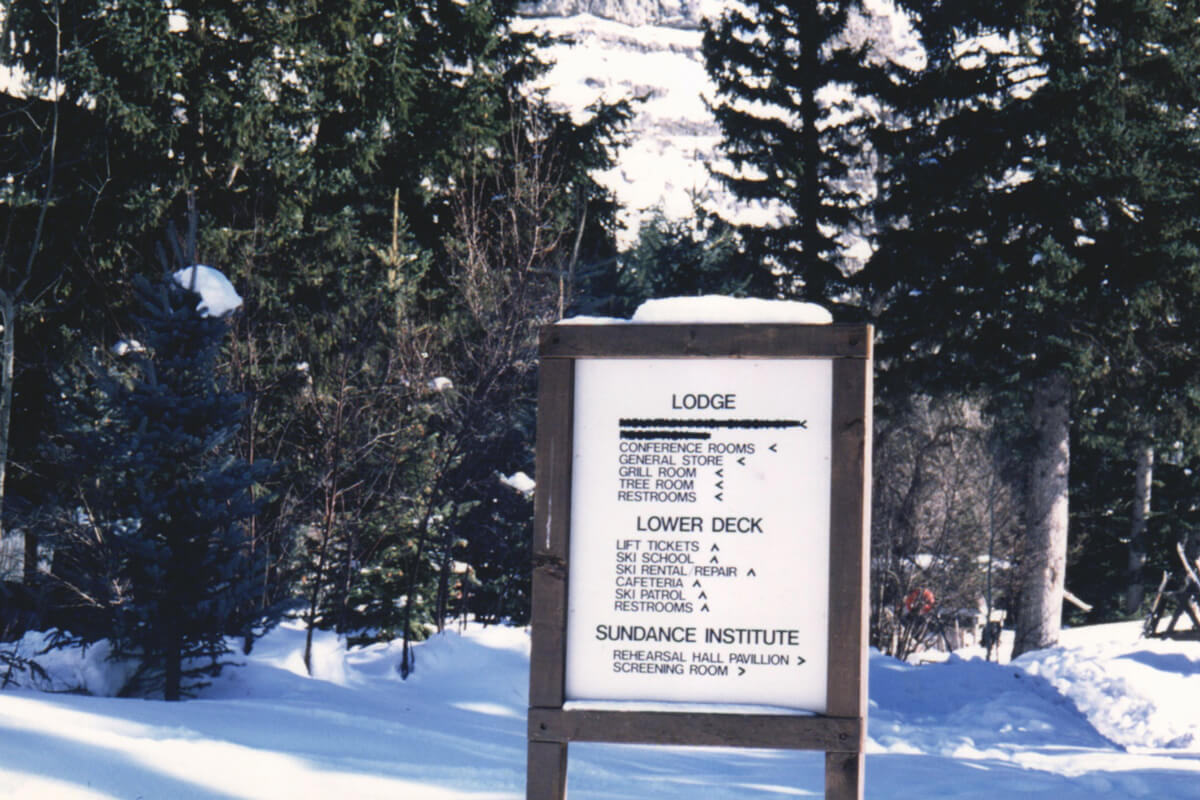 LODGE
<
CONFERENCE ROOMS <
GENERAL STORE <
GRILL ROOM <
TREE ROOM <
RESTROOMS <
LOWER DECK
LIFT TICKETS ^
SKI SCHOOL ^
SKI RENTAL/REPAIR ^
CAFETERIA ^
SKI PATROL ^
RESTROOMS ^
SUNDANCE INSTITUTE
REHEARSAL HALL PAVILLION >
SCREENING ROOM >